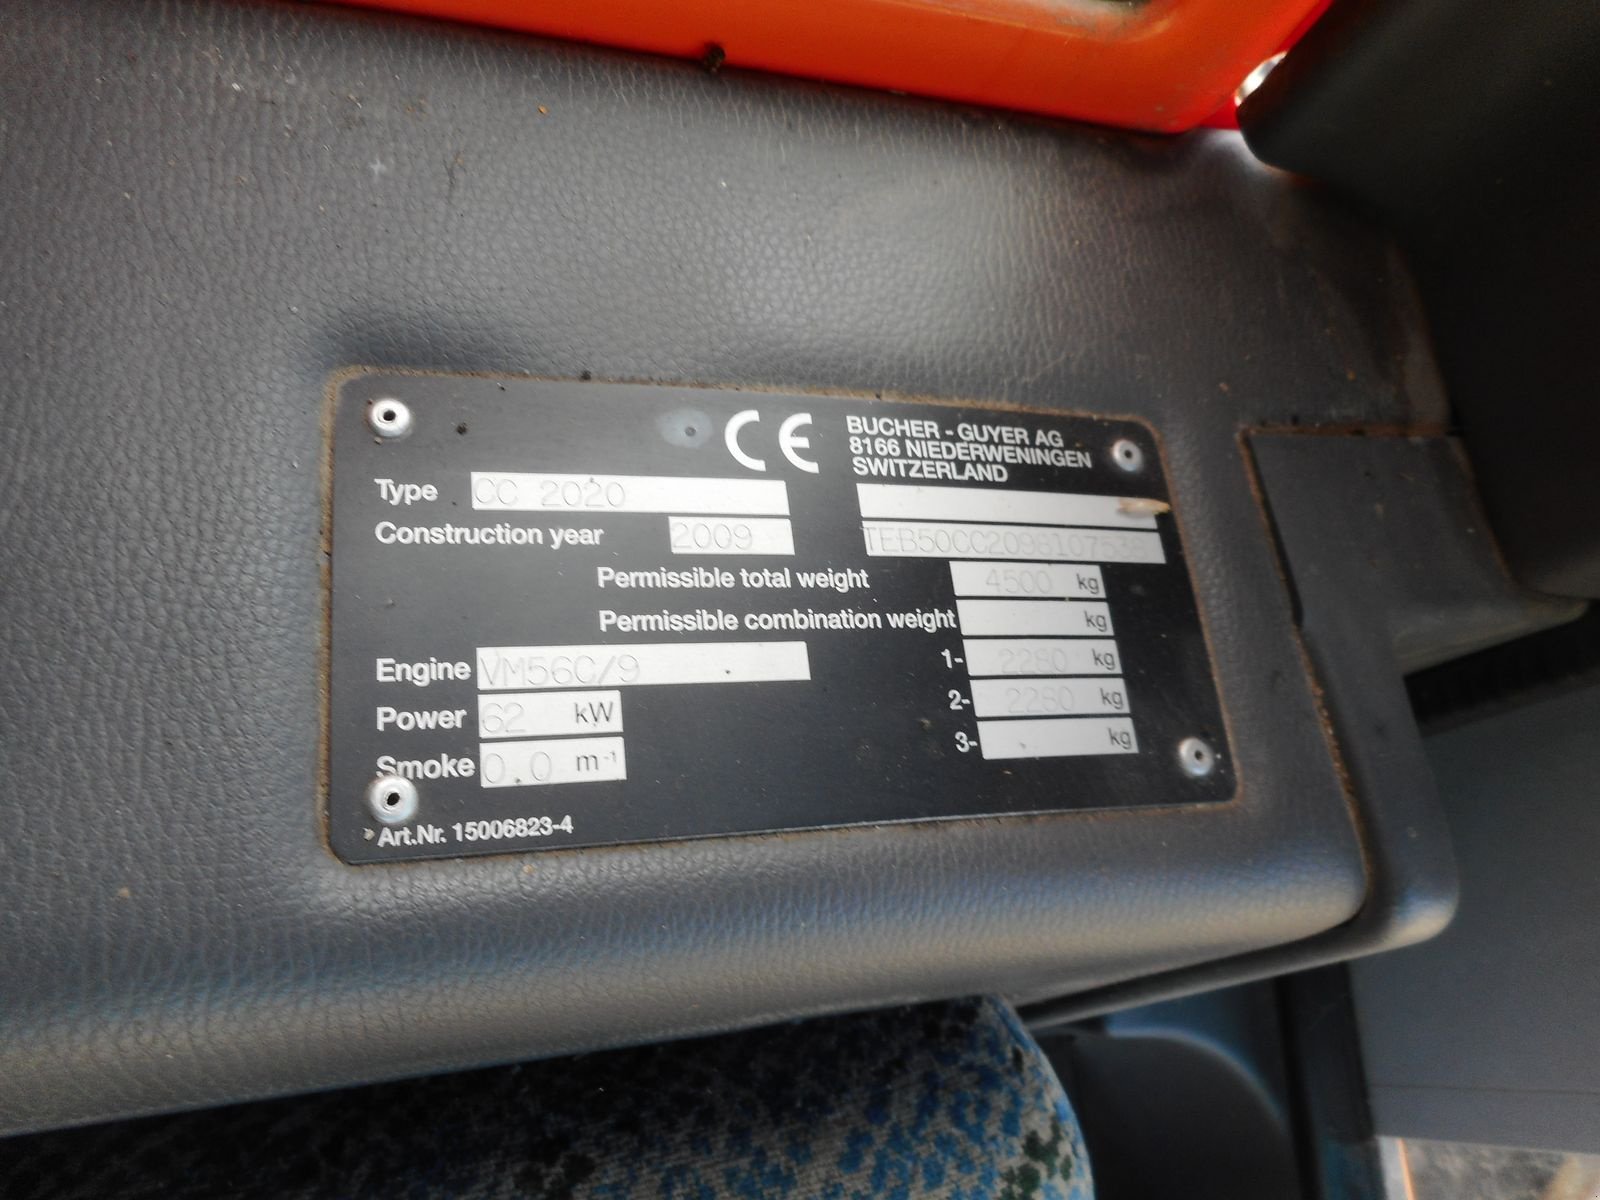 CE
BUCHER - GUYER AG
8166 NIEDERWENINGEN
SWITZERLAND
Type CC 2020
Construction year 2009
Permissible total weight 4500 kg
Permissible combination weight kg
Engine VM56C/9
1- 2280 kg
Power 62 kW
2- 2280 kg
Smoke 0.0 m-1
3- kg
Art.Nr. 15006823-4